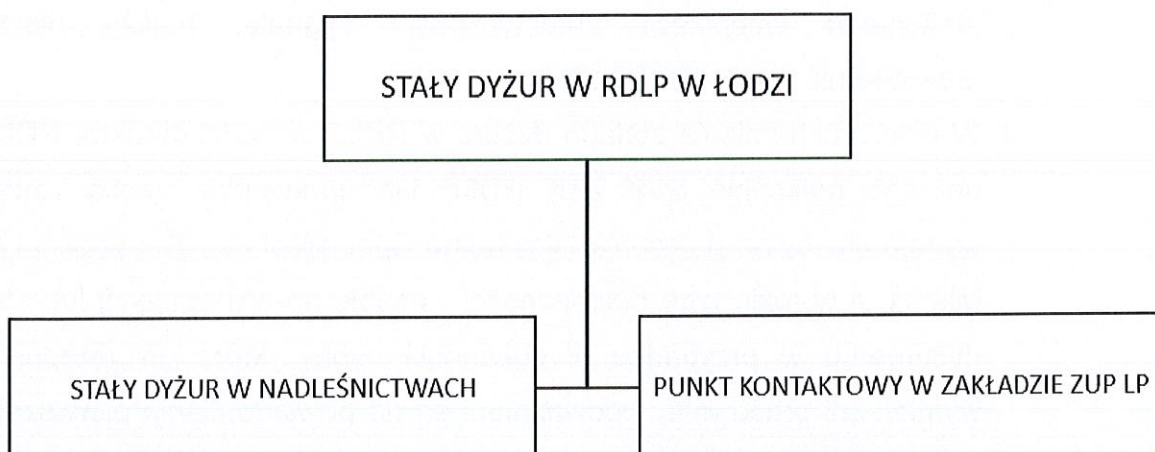 STAŁY DYŻUR W RDLP W ŁODZI
STAŁY DYŻUR W NADLEŚNICTWACH
PUNKT KONTAKTOWY W ZAKŁADZIE ZUP LP